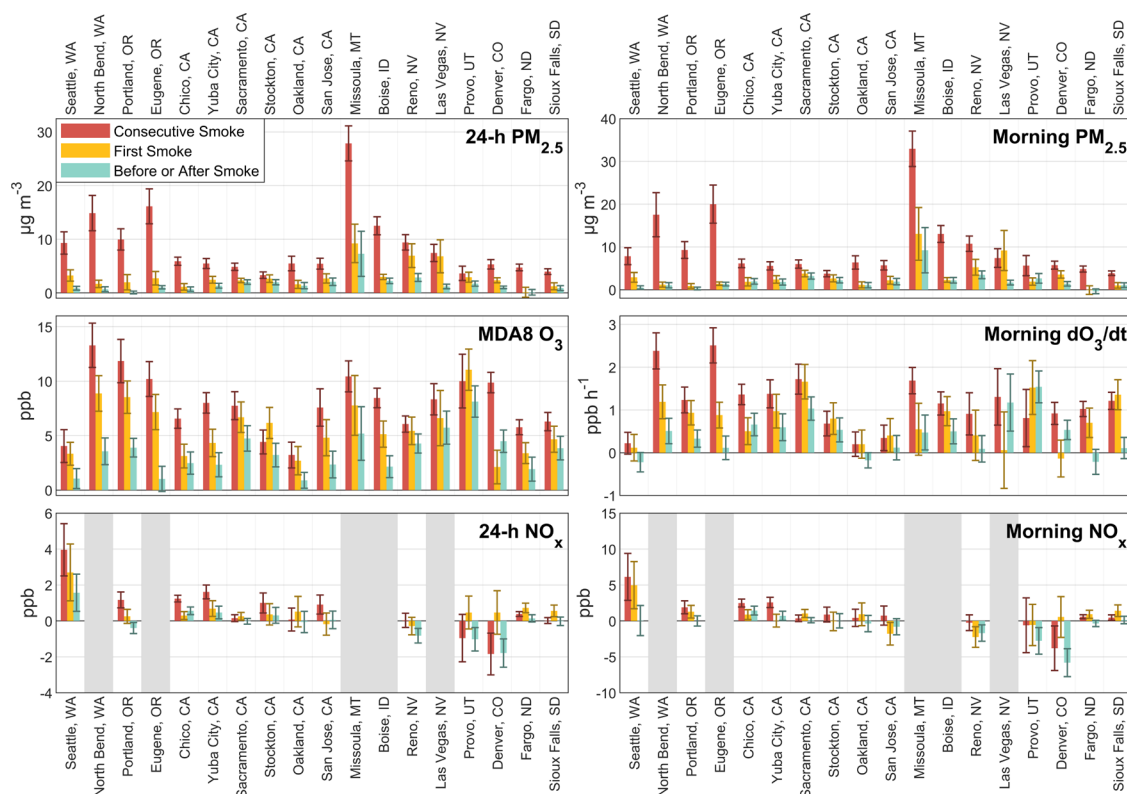 Seattle, WA
North Bend, WA
Portland, OR
Eugene, OR
Chico, CA
Yuba City, CA
Sacramento, CA
Stockton, CA
Oakland, CA
San Jose, CA
Missoula, MT
Boise, ID
Reno, NV
Las Vegas, NV
Provo, UT
Denver, CO
Fargo, ND
Sioux Falls, SD
Seattle, WA
North Bend, WA
Portland, OR
Eugene, OR
Chico, CA
Yuba City, CA
Sacramento, CA
Stockton, CA
Oakland, CA
San Jose, CA
Missoula, MT
Boise, ID
Reno, NV
Las Vegas, NV
Provo, UT
Denver, CO
Fargo, ND
Sioux Falls, SD
24-h PM2.5
Consecutive Smoke
First Smoke
Before or After Smoke
µg m-3
30
20
10
0
Morning PM2.5
µg m-3
40
30
20
10
0
MDA8 O3
ppb
15
10
5
0
Morning dO3/dt
ppb h-1
3
2
1
0
-1
24-h NOx
ppb
6
4
2
0
-2
-4
Morning NOx
ppb
15
10
5
0
-5
-10
Seattle, WA
North Bend, WA
Portland, OR
Eugene, OR
Chico, CA
Yuba City, CA
Sacramento, CA
Stockton, CA
Oakland, CA
San Jose, CA
Missoula, MT
Boise, ID
Reno, NV
Las Vegas, NV
Provo, UT
Denver, CO
Fargo, ND
Sioux Falls, SD
Seattle, WA
North Bend, WA
Portland, OR
Eugene, OR
Chico, CA
Yuba City, CA
Sacramento, CA
Stockton, CA
Oakland, CA
San Jose, CA
Missoula, MT
Boise, ID
Reno, NV
Las Vegas, NV
Provo, UT
Denver, CO
Fargo, ND
Sioux Falls, SD